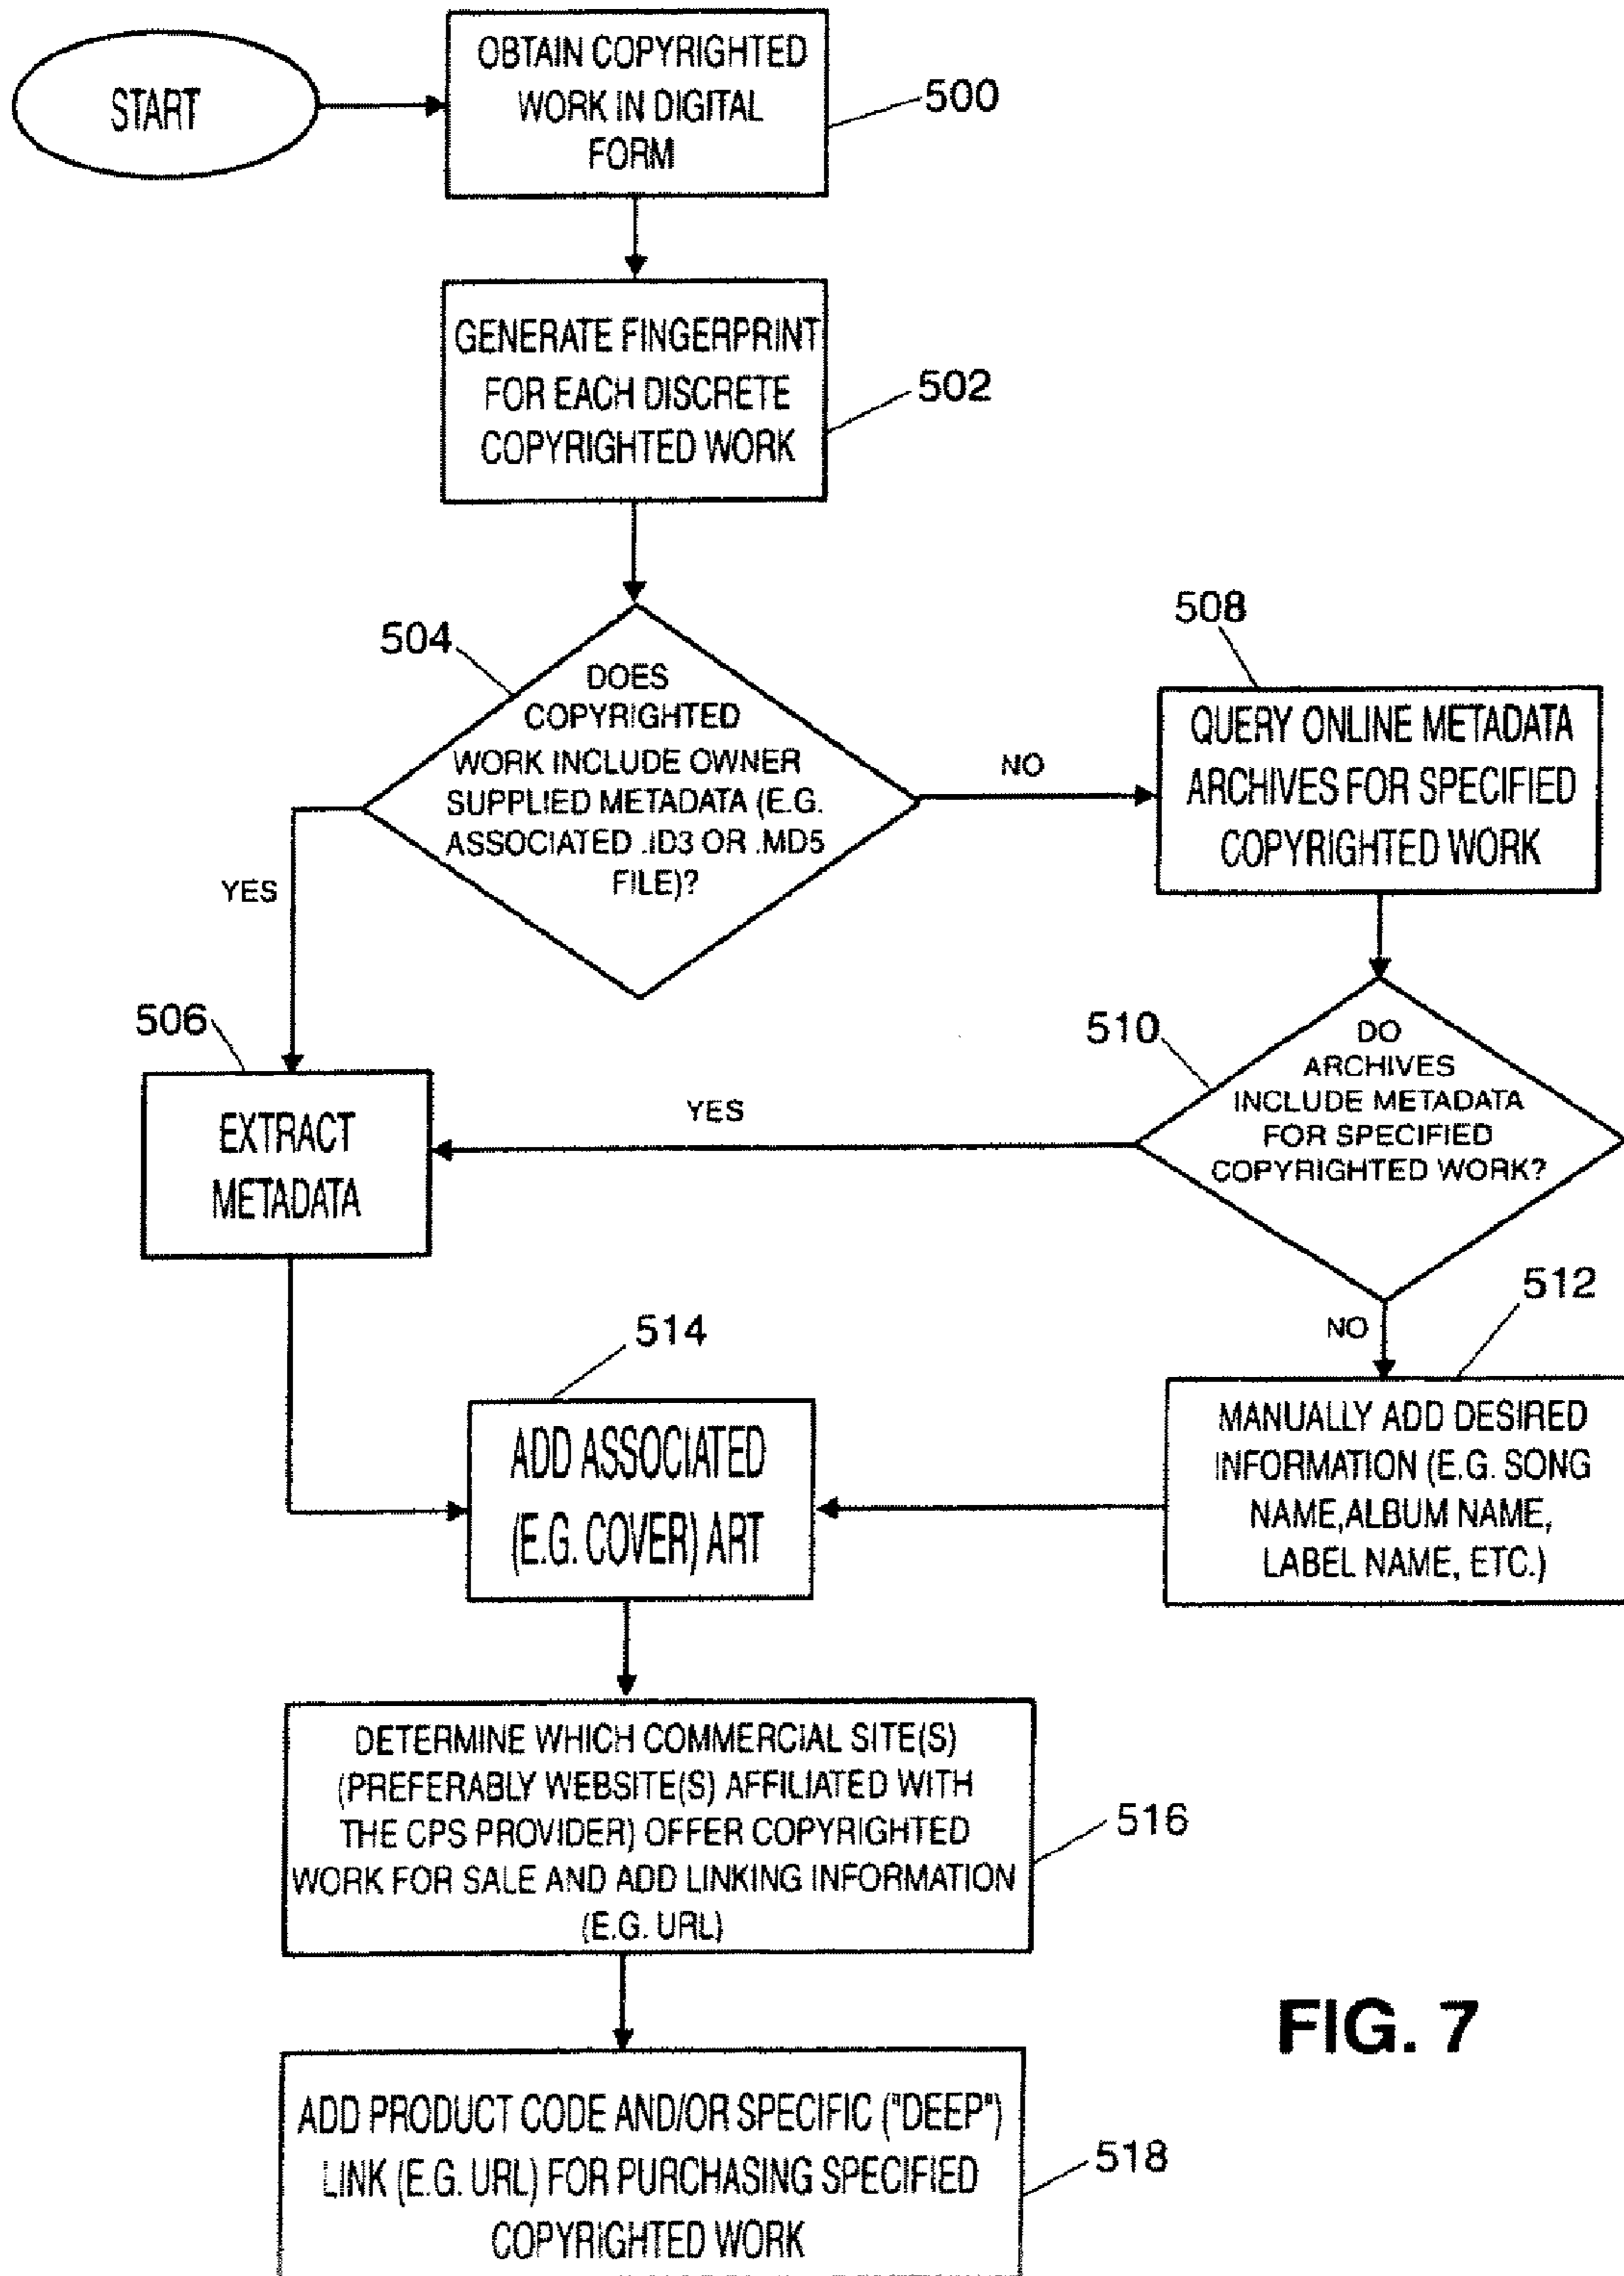 START
OBTAIN COPYRIGHTED
WORK IN DIGITAL
FORM
500
GENERATE FINGERPRINT
FOR EACH DISCRETE
COPYRIGHTED WORK
502
504
DOES
COPYRIGHTED
WORK INCLUDE OWNER
SUPPLIED METADATA (E.G.
ASSOCIATED .ID3 OR .MD5
FILE)?
NO
YES
508
QUERY ONLINE METADATA
ARCHIVES FOR SPECIFIED
COPYRIGHTED WORK
506
EXTRACT
METADATA
510
DO
ARCHIVES
INCLUDE METADATA
FOR SPECIFIED
COPYRIGHTED WORK?
YES
NO
512
MANUALLY ADD DESIRED
INFORMATION (E.G. SONG
NAME,ALBUM NAME,
LABEL NAME, ETC.)
514
ADD ASSOCIATED
(E.G. COVER) ART
DETERMINE WHICH COMMERCIAL SITE(S)
(PREFERABLY WEBSITE(S) AFFILIATED WITH
THE CPS PROVIDER) OFFER COPYRIGHTED
WORK FOR SALE AND ADD LINKING INFORMATION
(E.G. URL)
516
ADD PRODUCT CODE AND/OR SPECIFIC ("DEEP")
LINK (E.G. URL) FOR PURCHASING SPECIFIED
COPYRIGHTED WORK
518
FIG. 7